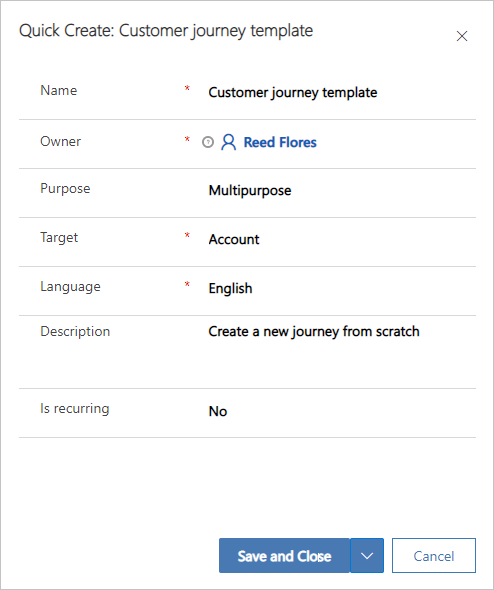 Quick Create: Customer journey template
Name * Customer journey template
Owner * Reed Flores
Purpose Multipurpose
Target * Account
Language * English
Description Create a new journey from scratch
Is recurring No
Save and Close Cancel